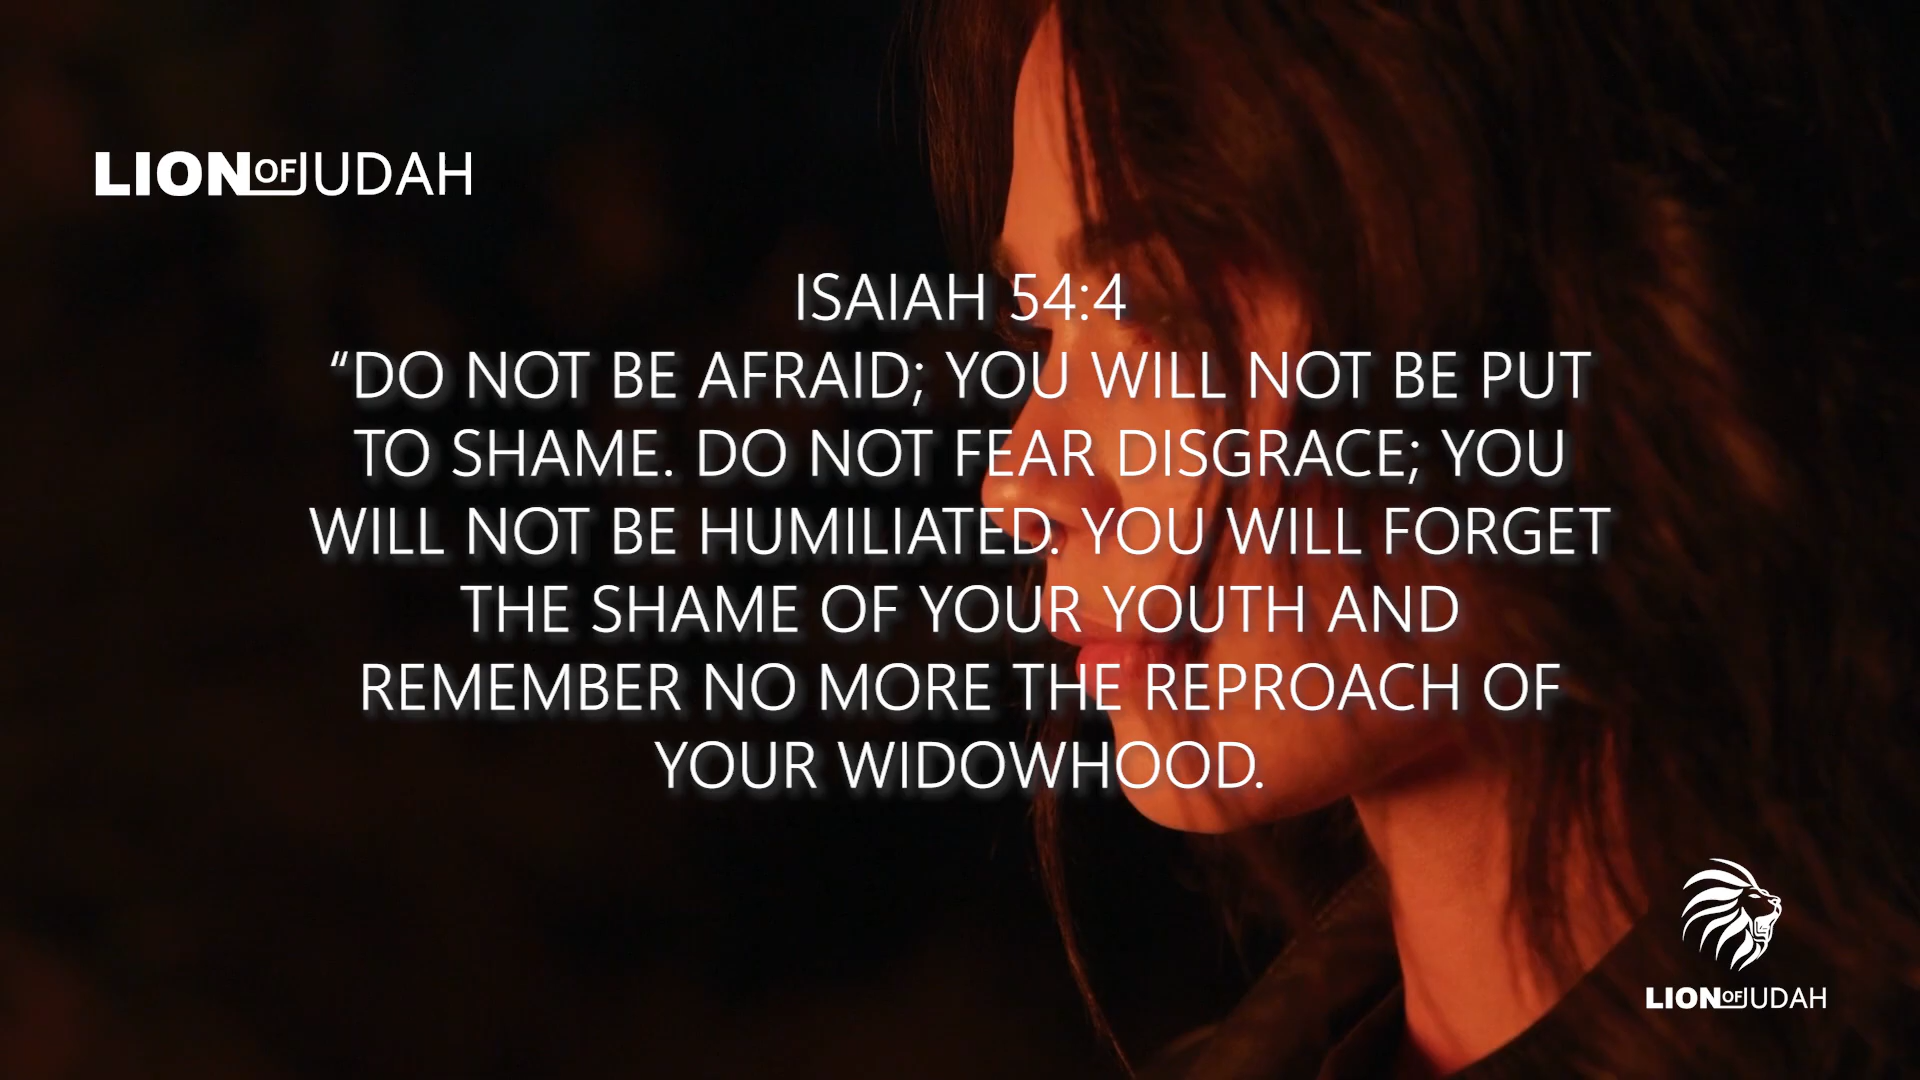 LION OF JUDAH
ISAIAH 54:4
“DO NOT BE AFRAID; YOU WILL NOT BE PUT
TO SHAME. DO NOT FEAR DISGRACE; YOU
WILL NOT BE HUMILIATED. YOU WILL FORGET
THE SHAME OF YOUR YOUTH AND
REMEMBER NO MORE THE REPROACH OF
YOUR WIDOWHOOD.
LION OF JUDAH